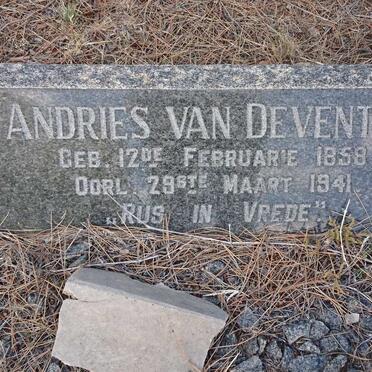 ANDRIES VAN DEVENT
GEB. 12DE FEBRUARIE 1858
OORL. 29STE MAART 1941.
„RUS IN VREDE"